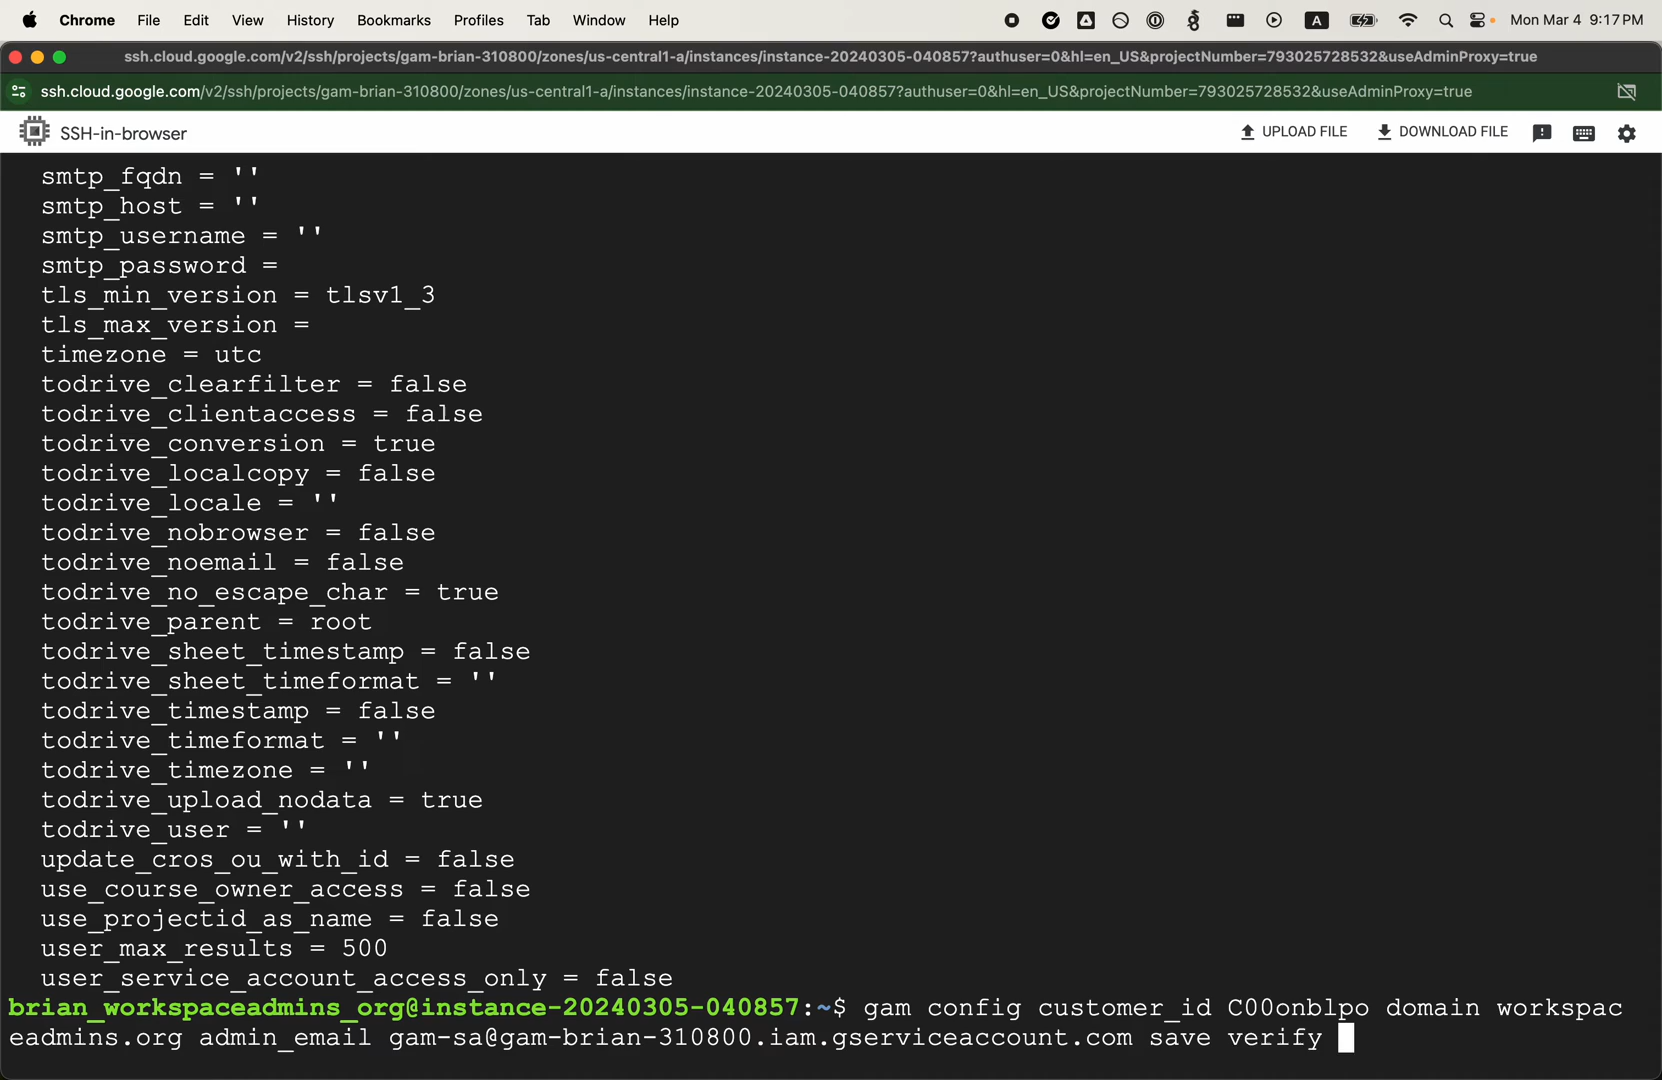 Chrome File Edit View History Bookmarks Profiles Tab Window Help A Mon Mar 4 9:17 PM
ssh.cloud.google.com/v2/ssh/projects/gam-brian-310800/zones/us-central1-a/instances/instance-20240305-040857?authuser=0&hl=en_US&projectNumber=793025728532&useAdminProxy=true
ssh.cloud.google.com/v2/ssh/projects/gam-brian-310800/zones/us-central1-a/instances/instance-20240305-040857?authuser=0&hl=en_US&projectNumber=793025728532&useAdminProxy=true
SSH-in-browser UPLOAD FILE DOWNLOAD FILE
smtp_fqdn = ''
smtp_host = ''
smtp_username = ''
smtp_password =
tls_min_version = tlsv1_3
tls_max_version =
timezone = utc
todrive_clearfilter = false
todrive_clientaccess = false
todrive_conversion = true
todrive_localcopy = false
todrive_locale = ''
todrive_nobrowser = false
todrive_noemail = false
todrive_no_escape_char = true
todrive_parent = root
todrive_sheet_timestamp = false
todrive_sheet_timeformat = ''
todrive_timestamp = false
todrive_timeformat = ''
todrive_timezone = ''
todrive_upload_nodata = true
todrive_user = ''
update_cros_ou_with_id = false
use_course_owner_access = false
use_projectid_as_name = false
user_max_results = 500
user_service_account_access_only = false
brian_workspaceadmins_org@instance-20240305-040857:~$ gam config customer_id C00onblpo domain workspac
eadmins.org admin_email gam-sa@gam-brian-310800.iam.gserviceaccount.com save verify